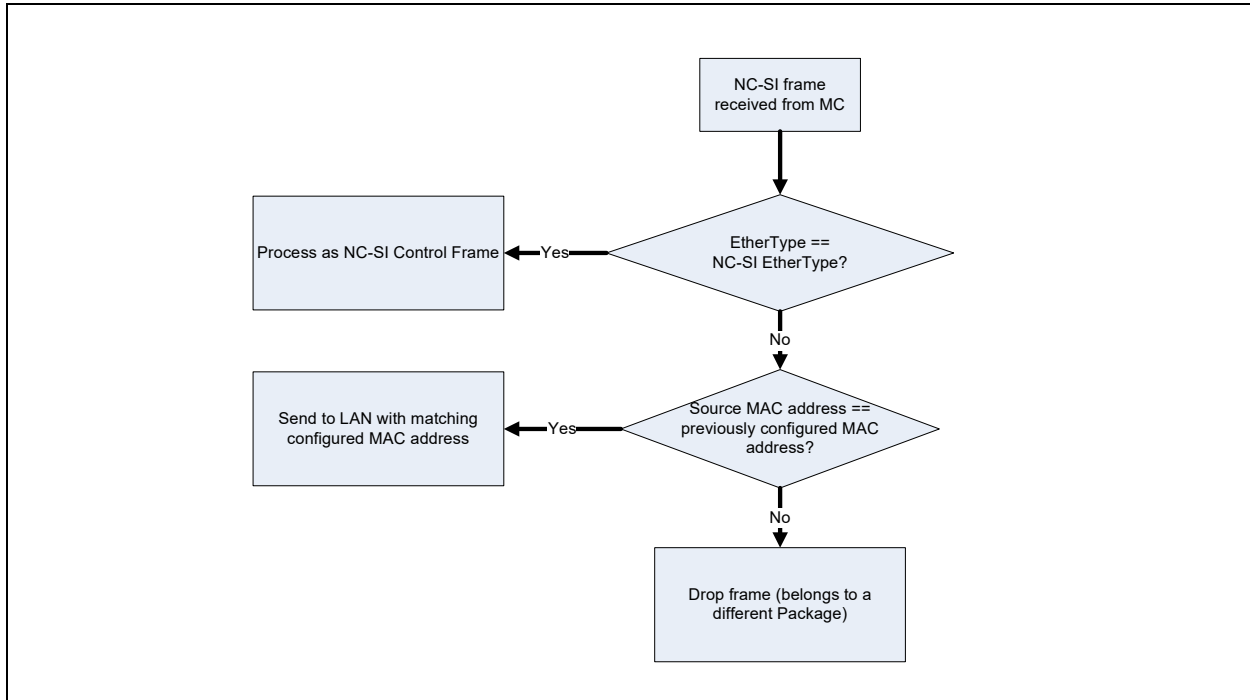 NC-SI frame
received from MC
EtherType ==
NC-SI EtherType?
Yes
Process as NC-SI Control Frame
No
Source MAC address ==
previously configured MAC
address?
Yes
Send to LAN with matching
configured MAC address
No
Drop frame (belongs to a
different Package)